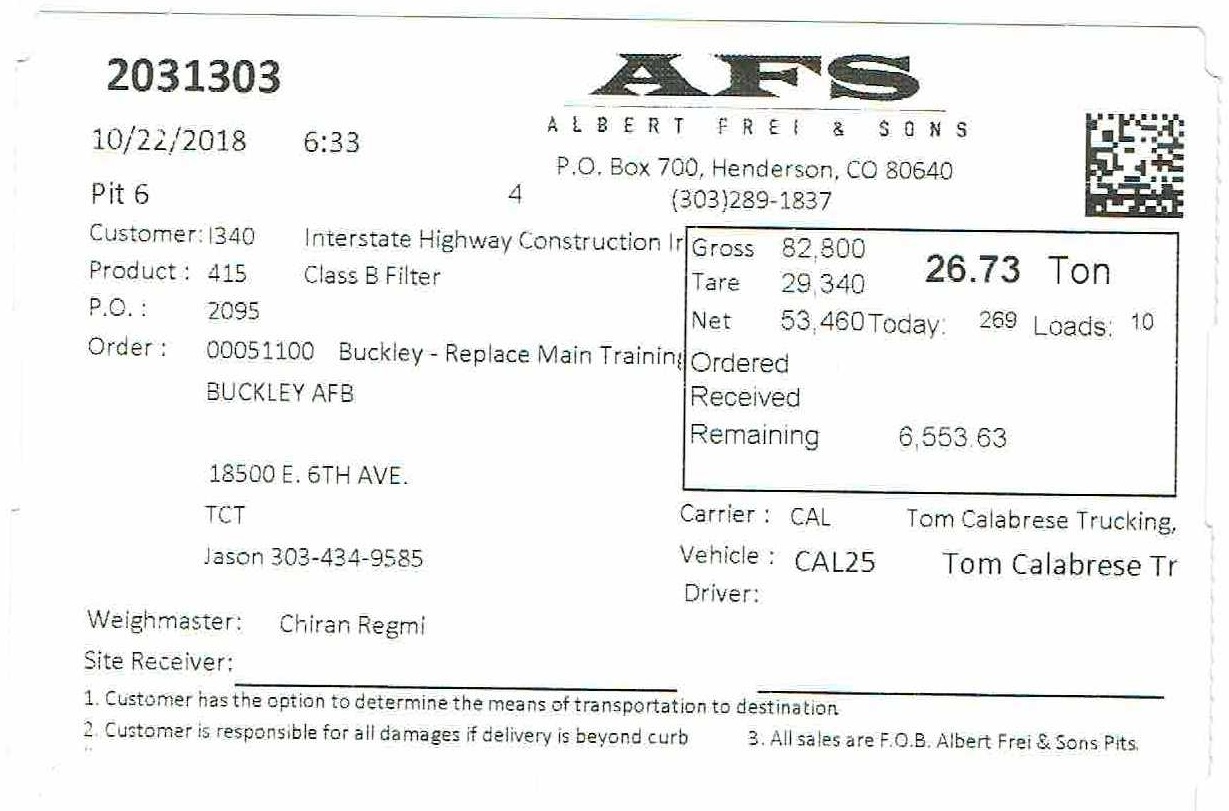 2031303
AFS
ALBERT FREI & SONS
10/22/2018 6:33
P.O. Box 700, Henderson, CO 80640
Pit 6 4 (303)289-1837
Customer: I340 Interstate Highway Construction Ir
Product : 415 Class B Filter
P.O. : 2095
Order : 00051100 Buckley - Replace Main Training
BUCKLEY AFB
18500 E. 6TH AVE.
TCT
Jason 303-434-9585
Gross 82,800
26.73 Ton
Tare 29,340
Net 53,460 Today: 269 Loads: 10
Ordered
Received
Remaining 6,553.63
Carrier : CAL Tom Calabrese Trucking,
Vehicle : CAL25 Tom Calabrese Tr
Driver:
Weighmaster: Chiran Regmi
Site Receiver:
1. Customer has the option to determine the means of transportation to destination
2. Customer is responsible for all damages if delivery is beyond curb 3. All sales are F.O.B. Albert Frei & Sons Pits.